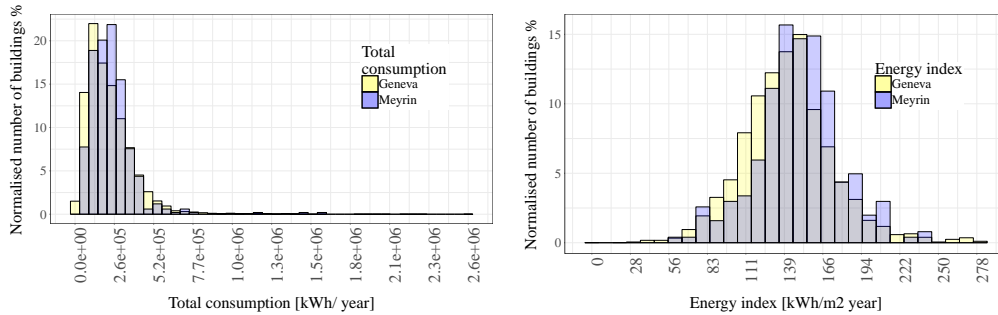 Normalised number of buildings %
20
15
10
5
0
Total
consumption
Geneva
Meyrin
0.0e+00
2.6e+05
5.2e+05
7.7e+05
1.0e+06
1.3e+06
1.5e+06
1.8e+06
2.1e+06
2.3e+06
2.6e+06
Total consumption [kWh/ year]
Normalised number of buildings %
15
10
5
0
Energy index
Geneva
Meyrin
0
28
56
83
111
139
166
194
222
250
278
Energy index [kWh/m2 year]